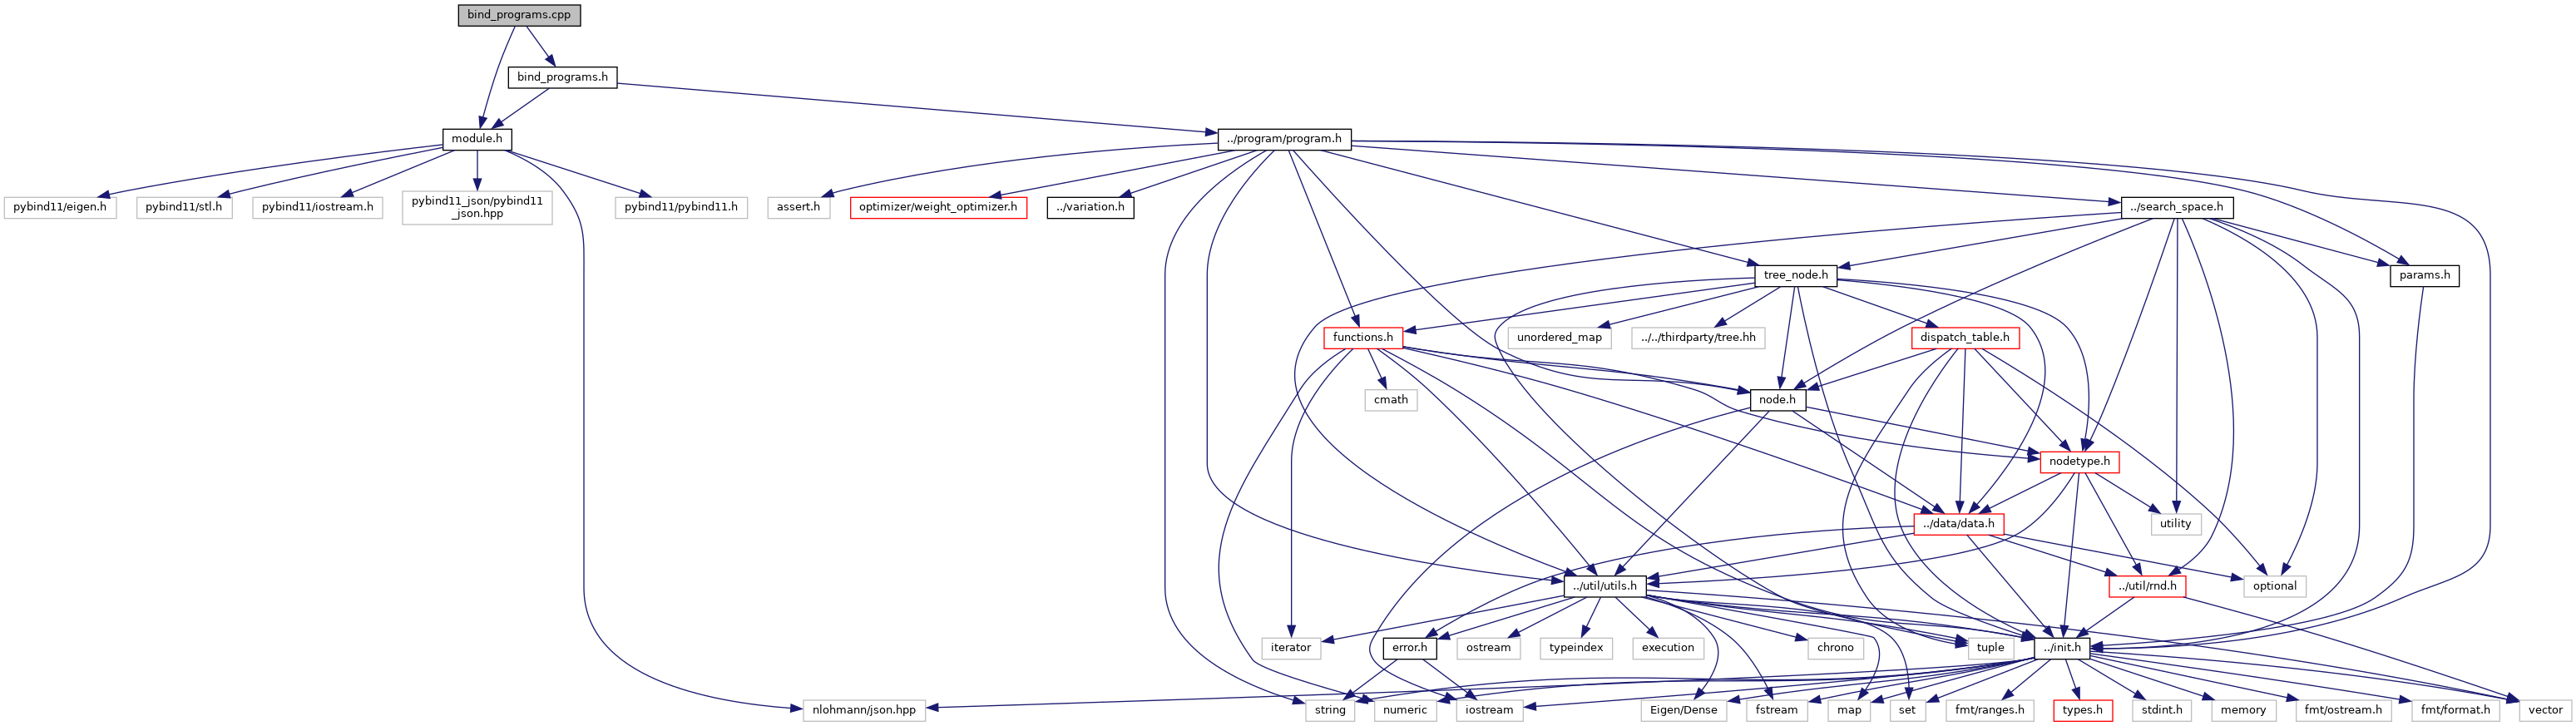 bind_programs.cpp
bind_programs.h
module.h
../program/program.h
pybind11/eigen.h
pybind11/stl.h
pybind11/iostream.h
pybind11_json/pybind11
_json.hpp
pybind11/pybind11.h
assert.h
optimizer/weight_optimizer.h
../variation.h
../search_space.h
tree_node.h
params.h
functions.h
unordered_map
../../thirdparty/tree.hh
dispatch_table.h
cmath
node.h
nodetype.h
../data/data.h
utility
../util/utils.h
../util/rnd.h
optional
iterator
error.h
ostream
typeindex
execution
chrono
tuple
../init.h
nlohmann/json.hpp
string
numeric
iostream
Eigen/Dense
fstream
map
set
fmt/ranges.h
types.h
stdint.h
memory
fmt/ostream.h
fmt/format.h
vector